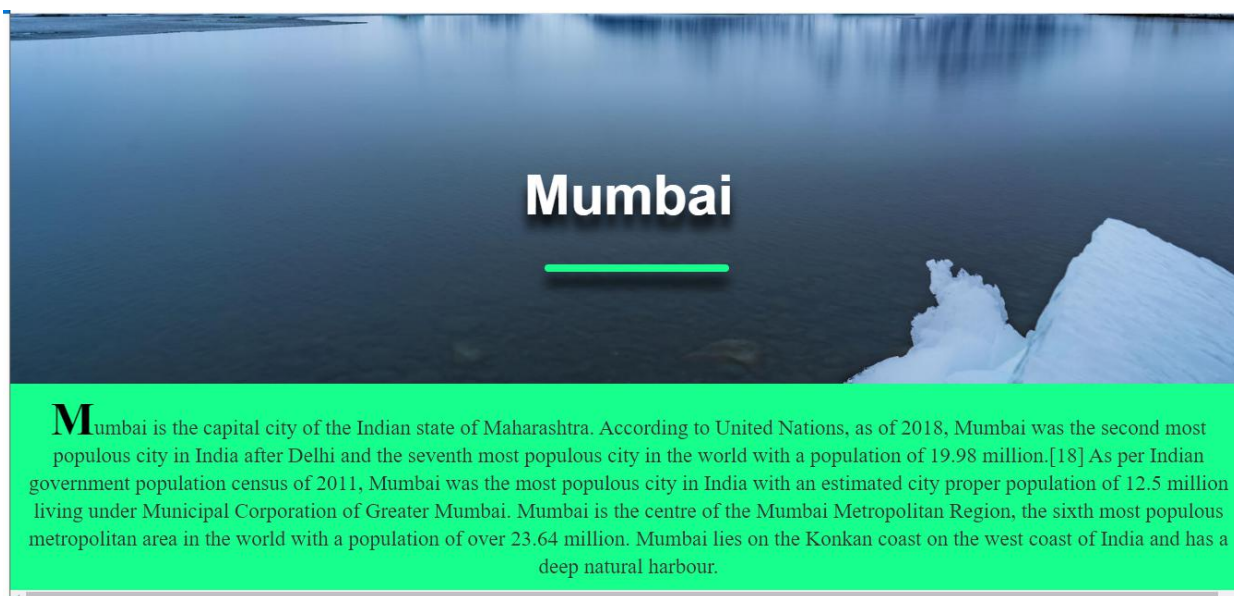 Mumbai
Mumbai is the capital city of the Indian state of Maharashtra. According to United Nations, as of 2018, Mumbai was the second most
populous city in India after Delhi and the seventh most populous city in the world with a population of 19.98 million.[18] As per Indian
government population census of 2011, Mumbai was the most populous city in India with an estimated city proper population of 12.5 million
living under Municipal Corporation of Greater Mumbai. Mumbai is the centre of the Mumbai Metropolitan Region, the sixth most populous
metropolitan area in the world with a population of over 23.64 million. Mumbai lies on the Konkan coast on the west coast of India and has a
deep natural harbour.